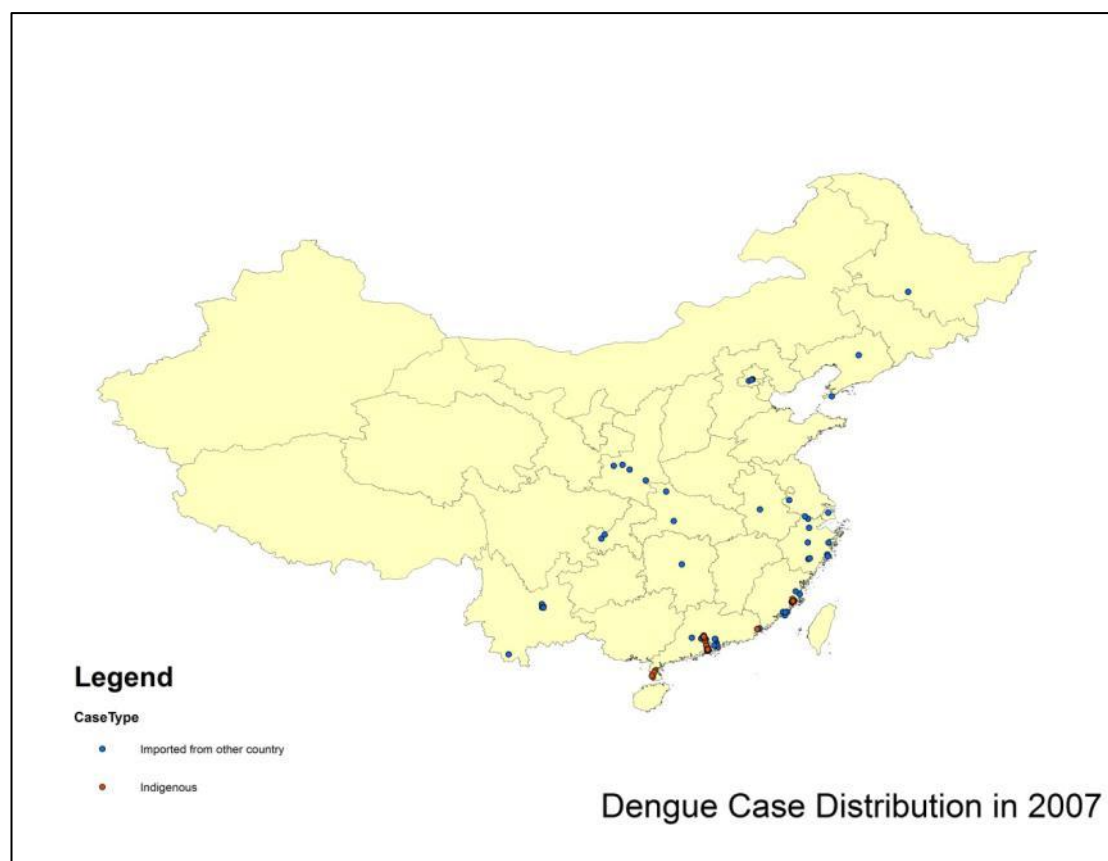 Legend
CaseType
Imported from other country
Indigenous
Dengue Case Distribution in 2007